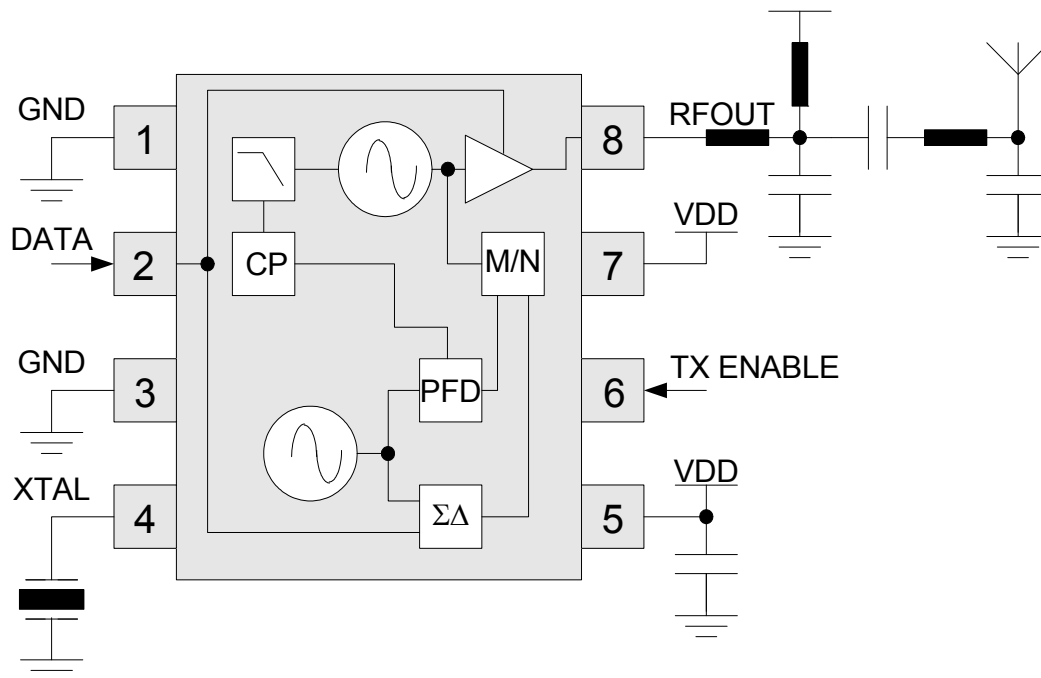 GND
1
8
RFOUT
DATA
2
CP
M/N
VDD
7
GND
3
PFD
6
TX ENABLE
XTAL
4
ΣΔ
5
VDD